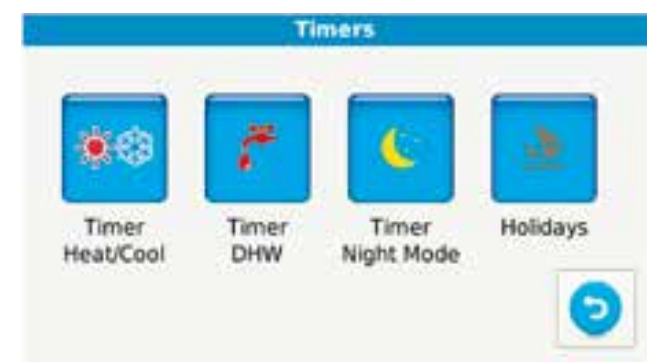 Timers
Timer
Heat/Cool
Timer
DHW
Timer
Night Mode
Holidays